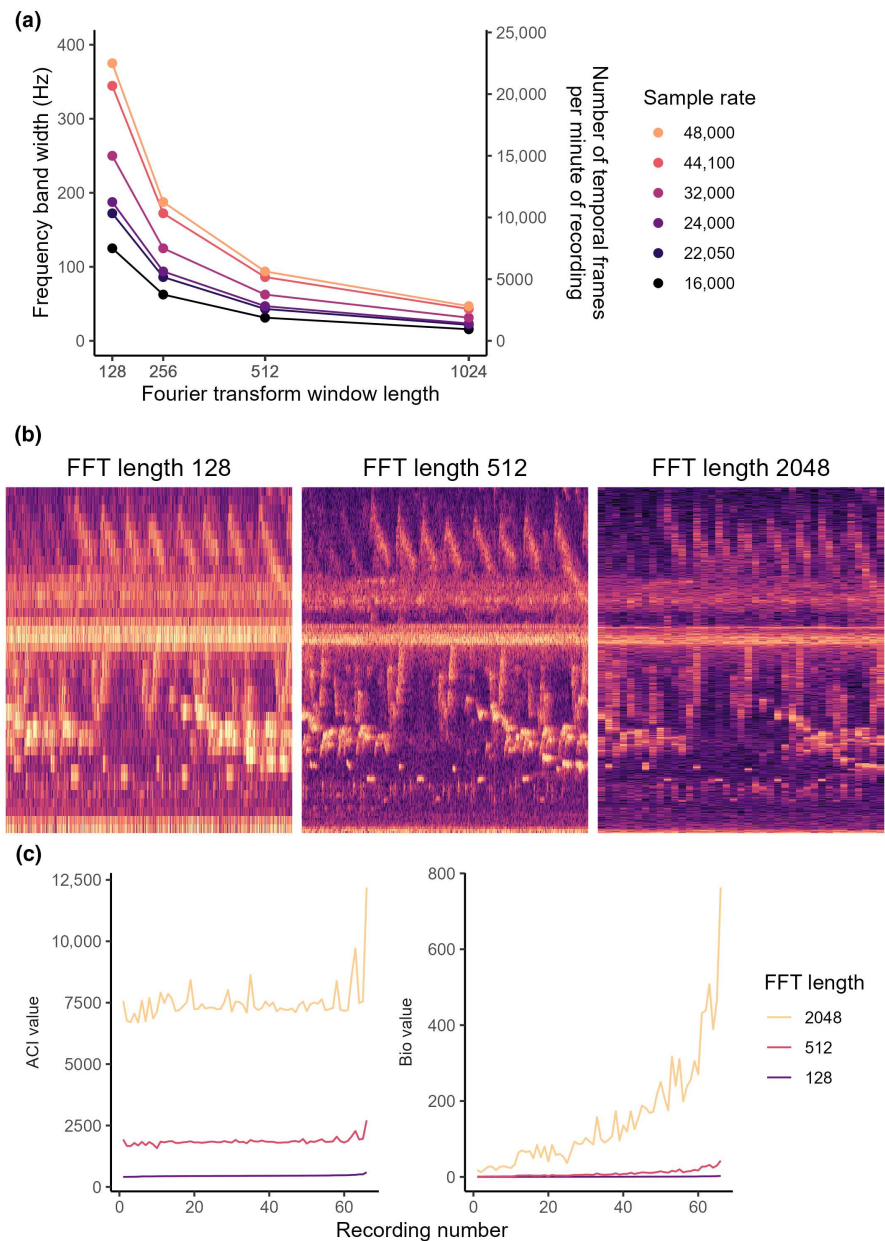 (a)
400
300
200
100
0
Frequency band width (Hz)
25,000
20,000
15,000
10,000
5000
0
Number of temporal frames
per minute of recording
128 256 512 1024
Fourier transform window length
Sample rate
48,000
44,100
32,000
24,000
22,050
16,000
(b)
FFT length 128 FFT length 512 FFT length 2048
(c)
12,500
10,000
7500
5000
2500
0
ACI value
0 20 40 60
800
600
400
200
0
Bio value
0 20 40 60
Recording number
FFT length
2048
512
128